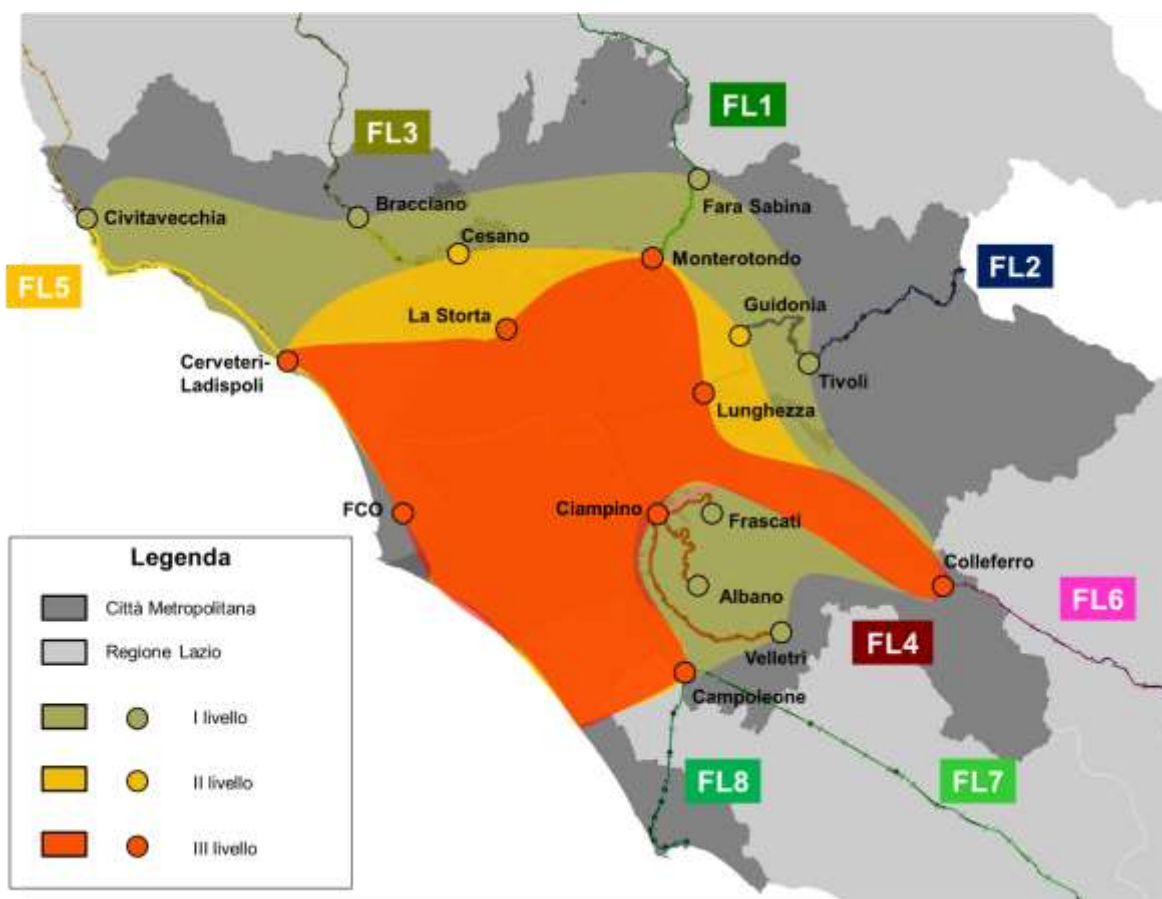 FL1
FL3
Fara Sabina
Bracciano
Civitavecchia
Cesano
Monterotondo
FL2
FL5
Guidonia
La Storta
Cerveteri-
Ladispoli
Tivoli
Lunghezza
FCO
Ciampino
Frascati
Colleferro
Albano
FL6
FL4
Velletri
Campoleone
FL8
FL7
Legenda
Città Metropolitana
Regione Lazio
I livello
II livello
III livello